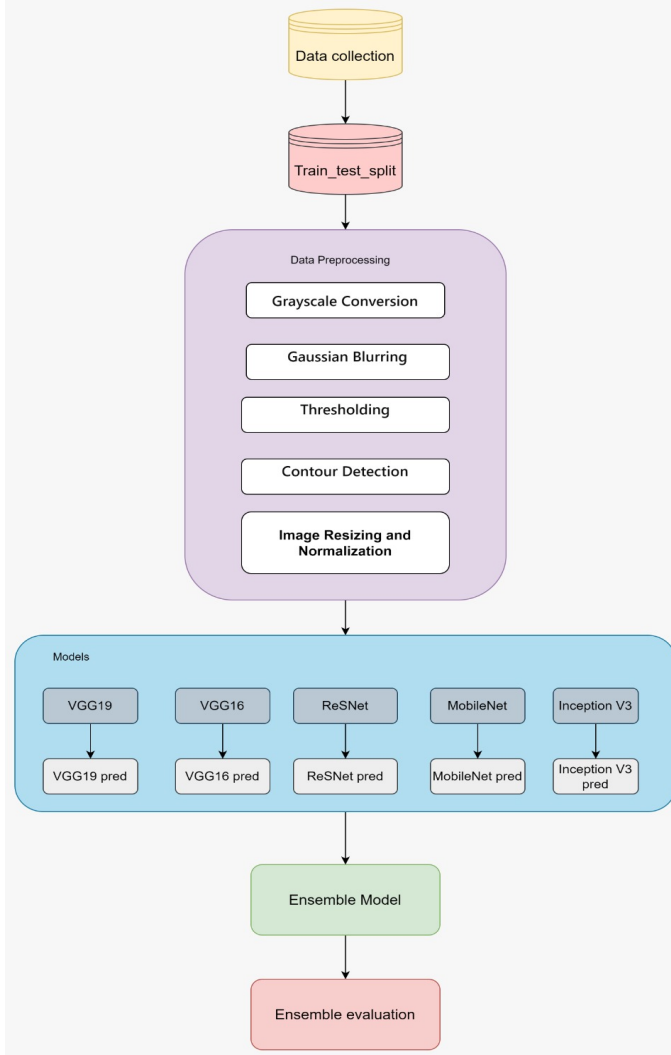 Data collection
Train_test_split
Data Preprocessing
Grayscale Conversion
Gaussian Blurring
Thresholding
Contour Detection
Image Resizing and
Normalization
Models
VGG19
VGG16
ReSNet
MobileNet
Inception V3
VGG19 pred
VGG16 pred
ReSNet pred
MobileNet pred
Inception V3
pred
Ensemble Model
Ensemble evaluation